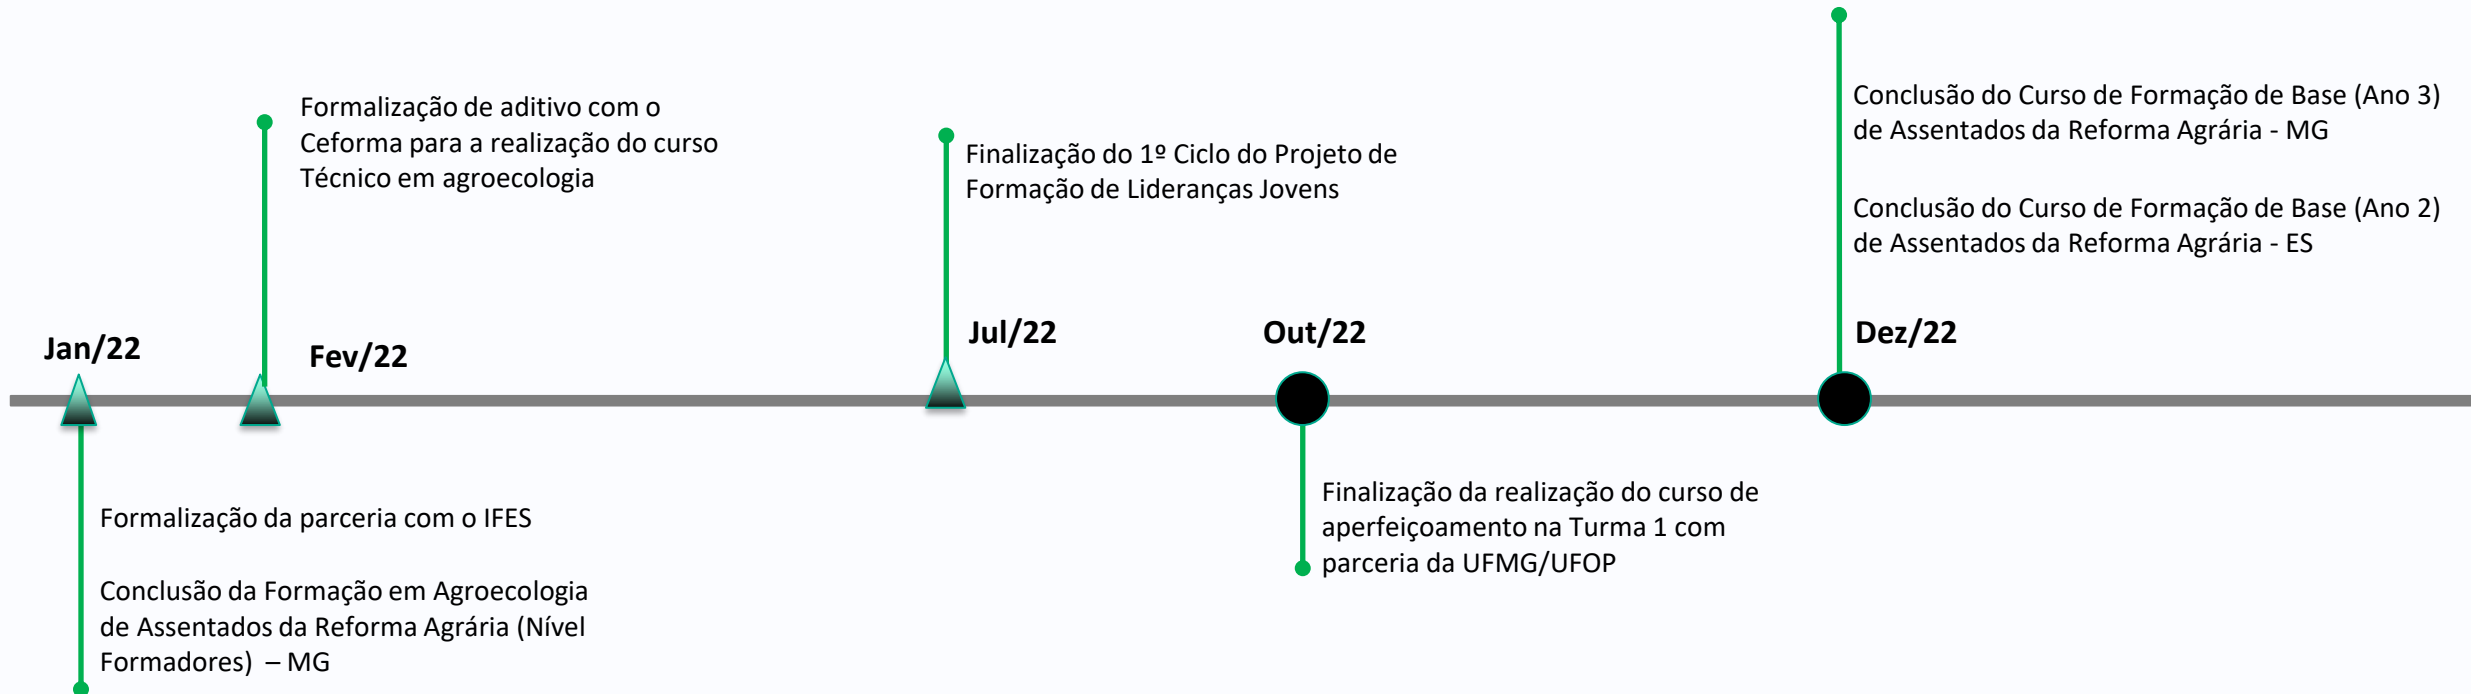 Jan/22
Formalização da parceria com o IFES
Conclusão da Formação em Agroecologia
de Assentados da Reforma Agrária (Nível
Formadores)  – MG
Fev/22
Formalização de aditivo com o
Ceforma para a realização do curso
Técnico em agroecologia
Jul/22
Finalização do 1º Ciclo do Projeto de
Formação de Lideranças Jovens
Out/22
Finalização da realização do curso de
aperfeiçoamento na Turma 1 com
parceria da UFMG/UFOP
Dez/22
Conclusão do Curso de Formação de Base (Ano 3)
de Assentados da Reforma Agrária - MG
Conclusão do Curso de Formação de Base (Ano 2)
de Assentados da Reforma Agrária - ES